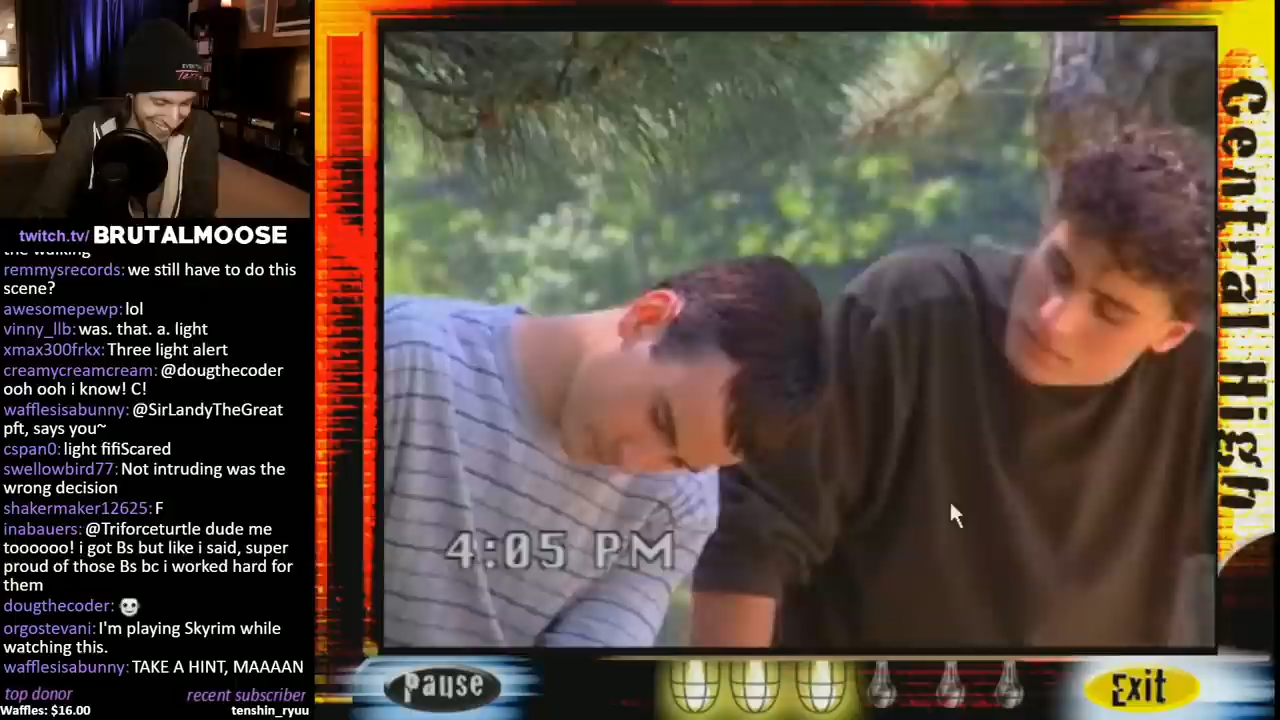 twitch.tv/ BRUTALMOOSE
the walking
remmysrecords: we still have to do this
scene?
awesomepewp: lol
vinny_llb: was. that. a. light
xmax300frkx: Three light alert
creamycreamcream: @dougthecoder
ooh ooh i know! C!
wafflesisabunny: @SirLandyTheGreat
pft, says you~
cspan0: light fifiScared
swellowbird77: Not intruding was the
wrong decision
shakermaker12625: F
inabauers: @Triforceturtle dude me
toooooo! i got Bs but like i said, super
proud of those Bs bc i worked hard for
them
dougthecoder:
orgostevani: I'm playing Skyrim while
watching this.
wafflesisabunny: TAKE A HINT, MAAAAN
top donor recent subscriber
Waffles: $16.00 tenshin_ryuu
4:05 PM
Central High
Pause
Exit